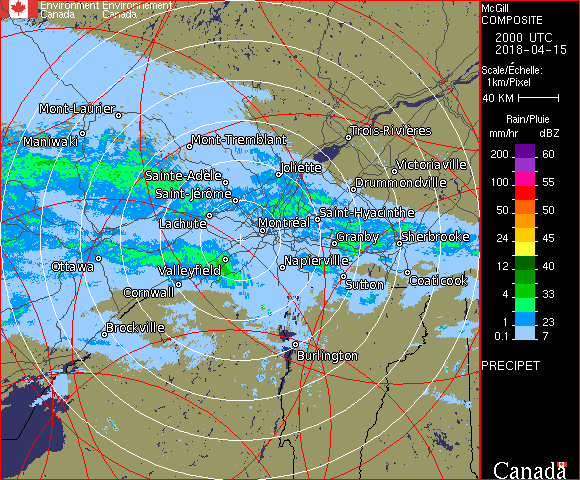 Environment Environnement
Canada Canada
McGill
COMPOSITE
2000 UTC
2018-04-15
Scale/Échelle:
1km/Pixel
40 KM
Rain/Pluie
mm/hr dBZ
200 60
100 55
50 50
24 45
12 40
4 33
2 23
0.1 7
PRECIPET
Canada
Mont-Laurier
Maniwaki
Mont-Tremblant
Trois-Rivières
Sainte-Adèle
Joliette
Victoriaville
Saint-Jérôme
Drummondville
Lachute
Montréal
Saint-Hyacinthe
Granby
Sherbrooke
Ottawa
Valleyfield
Napierville
Cornwall
Sutton
Coaticook
Brockville
Burlington